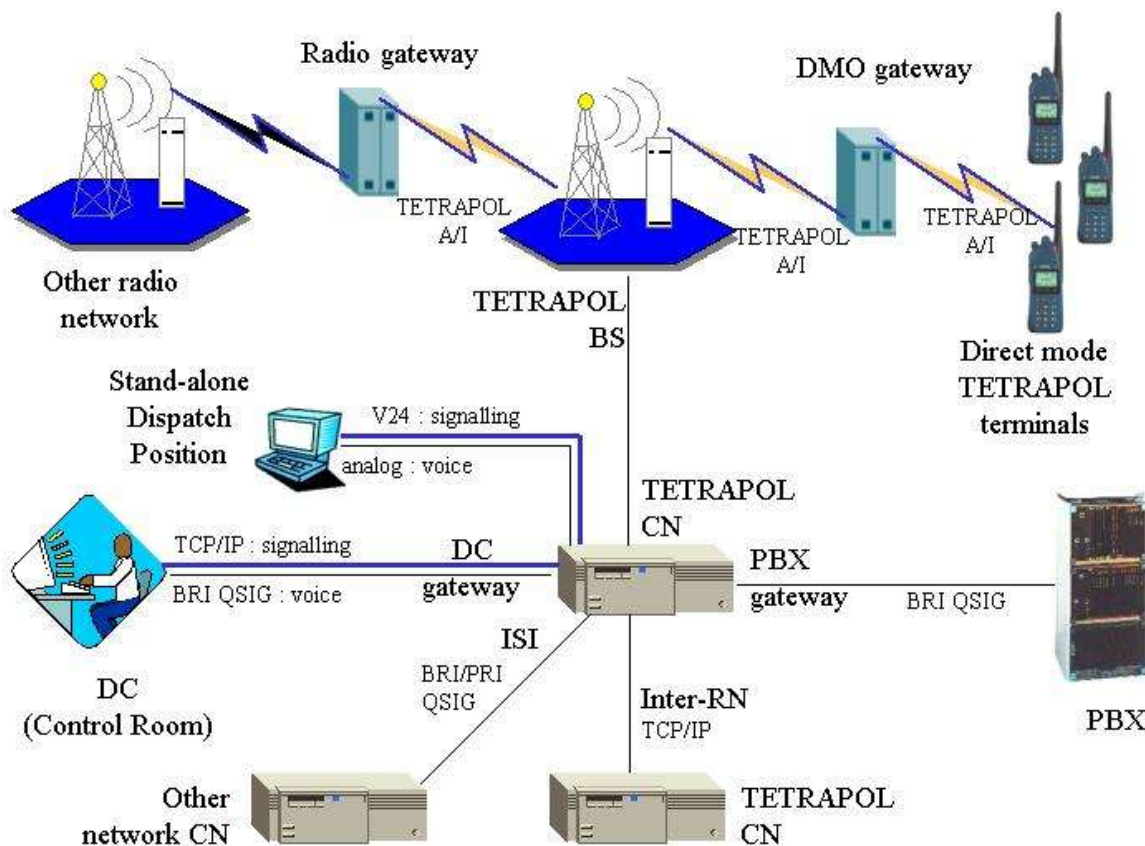 Radio gateway
DMO gateway
TETRAPOL
A/I
TETRAPOL
A/I
TETRAPOL
A/I
Other radio
network
TETRAPOL
BS
Direct mode
TETRAPOL
terminals
Stand-alone
Dispatch
Position
V24 : signalling
analog : voice
TETRAPOL
CN
TCP/IP : signalling
BRI QSIG : voice
DC
gateway
PBX
gateway
BRI QSIG
ISI
BRI/PRI
QSIG
DC
(Control Room)
Inter-RN
TCP/IP
PBX
Other
network CN
TETRAPOL
CN